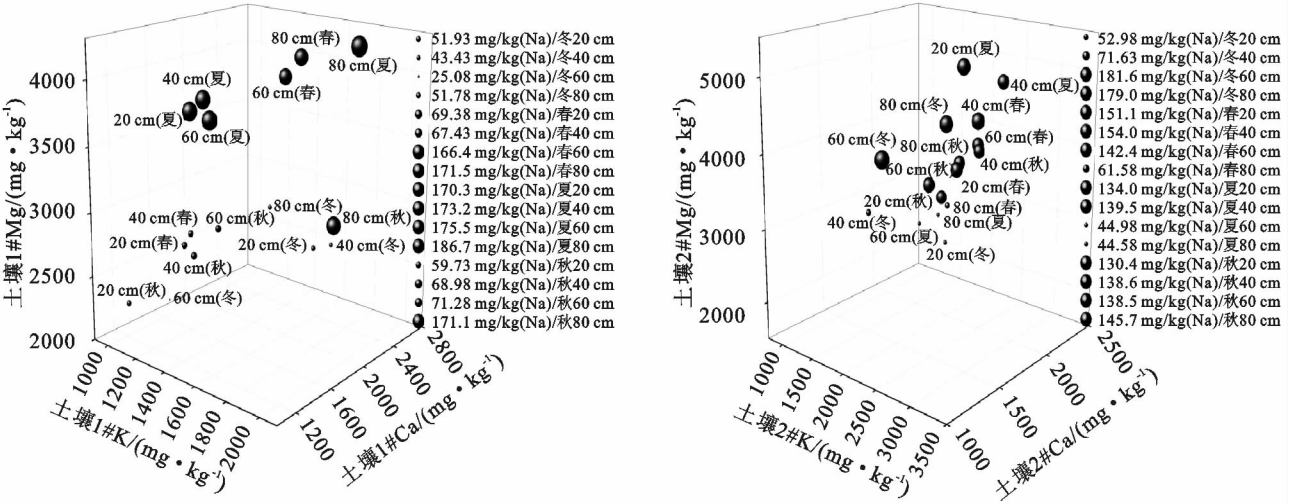 土壤1#Mg/(mg·kg⁻¹)
4000
3500
3000
2500
2000
80 cm(春)
80 cm(夏)
60 cm(春)
40 cm(夏)
20 cm(夏)
60 cm(夏)
40 cm(春)
60 cm(秋)
80 cm(冬)
80 cm(秋)
20 cm(春)
20 cm(冬)
40 cm(冬)
40 cm(秋)
20 cm(秋)
60 cm(冬)
1000
1200
1400
1600
1800
2000
土壤1#K/(mg·kg⁻¹)
1200
1600
2000
2400
2800
土壤1#Ca/(mg·kg⁻¹)
51.93 mg/kg(Na)/冬20 cm
43.43 mg/kg(Na)/冬40 cm
25.08 mg/kg(Na)/冬60 cm
51.78 mg/kg(Na)/冬80 cm
69.38 mg/kg(Na)/春20 cm
67.43 mg/kg(Na)/春40 cm
166.4 mg/kg(Na)/春60 cm
171.5 mg/kg(Na)/春80 cm
170.3 mg/kg(Na)/夏20 cm
173.2 mg/kg(Na)/夏40 cm
175.5 mg/kg(Na)/夏60 cm
186.7 mg/kg(Na)/夏80 cm
59.73 mg/kg(Na)/秋20 cm
68.98 mg/kg(Na)/秋40 cm
71.28 mg/kg(Na)/秋60 cm
171.1 mg/kg(Na)/秋80 cm
土壤2#Mg/(mg·kg⁻¹)
5000
4000
3000
2000
20 cm(夏)
40 cm(夏)
80 cm(冬)
40 cm(春)
60 cm(冬)
80 cm(秋)
60 cm(春)
60 cm(秋)
40 cm(秋)
20 cm(春)
20 cm(秋)
80 cm(春)
40 cm(冬)
80 cm(夏)
60 cm(夏)
20 cm(冬)
1000
1500
2000
2500
3000
3500
土壤2#K/(mg·kg⁻¹)
1000
1500
2000
2500
土壤2#Ca/(mg·kg⁻¹)
52.98 mg/kg(Na)/冬20 cm
71.63 mg/kg(Na)/冬40 cm
181.6 mg/kg(Na)/冬60 cm
179.0 mg/kg(Na)/冬80 cm
151.1 mg/kg(Na)/春20 cm
154.0 mg/kg(Na)/春40 cm
142.4 mg/kg(Na)/春60 cm
61.58 mg/kg(Na)/春80 cm
134.0 mg/kg(Na)/夏20 cm
139.5 mg/kg(Na)/夏40 cm
44.98 mg/kg(Na)/夏60 cm
44.58 mg/kg(Na)/夏80 cm
130.4 mg/kg(Na)/秋20 cm
138.6 mg/kg(Na)/秋40 cm
138.5 mg/kg(Na)/秋60 cm
145.7 mg/kg(Na)/秋80 cm